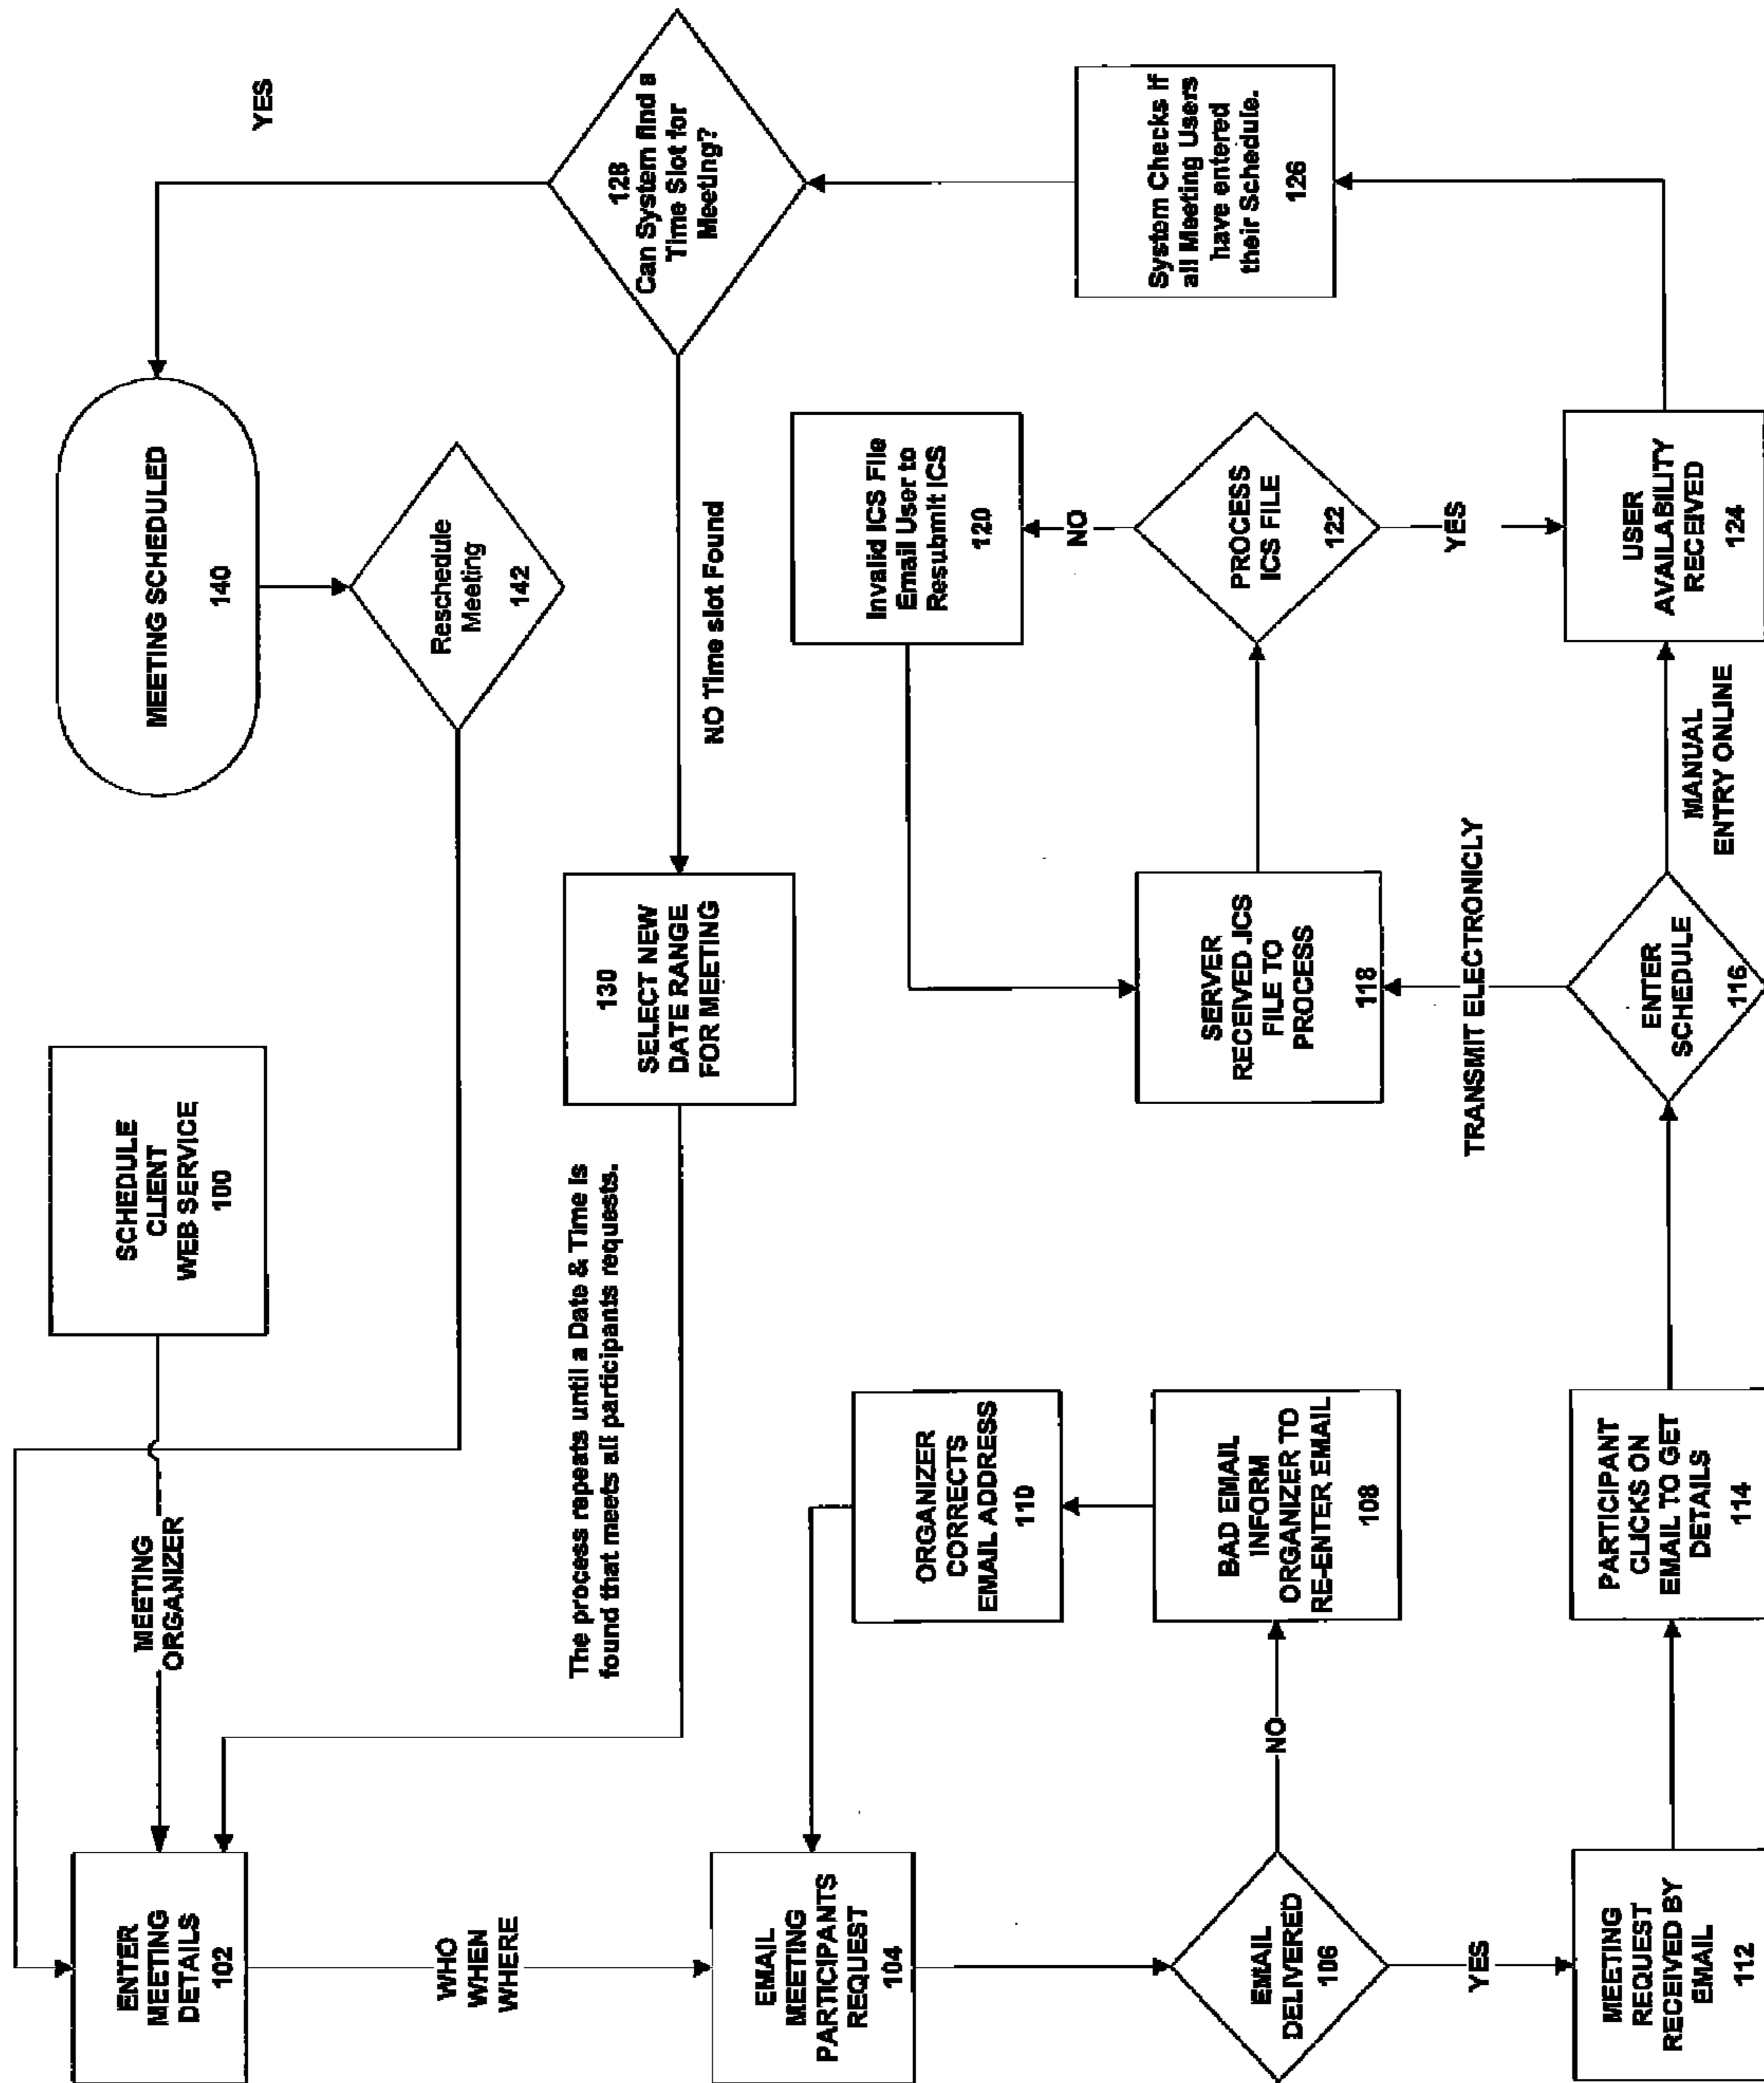 SCHEDULE
CLIENT
WEB SERVICE
100
MEETING
ORGANIZER
ENTER
MEETING
DETAILS
102
WHO
WHEN
WHERE
EMAIL
MEETING
PARTICIPANTS
REQUEST
104
EMAIL
DELIVERED
106
NO
BAD EMAIL
INFORM
ORGANIZER TO
RE-ENTER EMAIL
108
ORGANIZER
CORRECTS
EMAIL ADDRESS
110
YES
MEETING
REQUEST
RECEIVED BY
EMAIL
112
PARTICIPANT
CLICKS ON
EMAIL TO GET
DETAILS
114
ENTER
SCHEDULE
116
TRANSMIT ELECTRONICLY
SERVER
RECEIVED .ICS
FILE TO
PROCESS
118
PROCESS
ICS FILE
122
NO
Invalid ICS File
Email User to
Resubmit ICS
120
YES
MANUAL
ENTRY ONLINE
USER
AVAILABILITY
RECEIVED
124
System Checks if
all Meeting Users
have entered
their Schedule.
126
128
Can System find a
Time Slot for
Meeting?
NO Time slot Found
130
SELECT NEW
DATE RANGE
FOR MEETING
The process repeats until a Date & Time is
found that meets all participants requests.
YES
MEETING SCHEDULED
140
Reschedule
Meeting
142